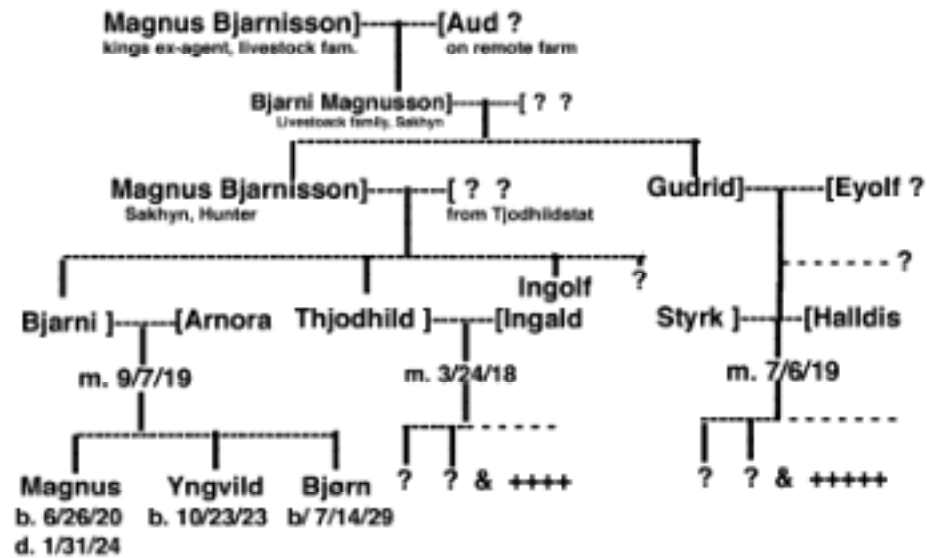 Magnus Bjarnisson]-[Aud ?
kings ex-agent, livestock fam. on remote farm
Bjarni Magnusson]-[ ? ?
Livestoack family, Sakhyn
Magnus Bjarnisson]-[ ? ? Gudrid]-[Eyolf ?
Sakhyn, Hunter from Tjodhildstat
?
Ingolf ?
Bjarni ]-[Arnora Thjodhild ]-[Ingald Styrk ]-[Halldis
m. 9/7/19 m. 3/24/18 m. 7/6/19
Magnus Yngvild Bjørn ? ? & ++++ ? ? & +++++
b. 6/26/20 b. 10/23/23 b/ 7/14/29
d. 1/31/24